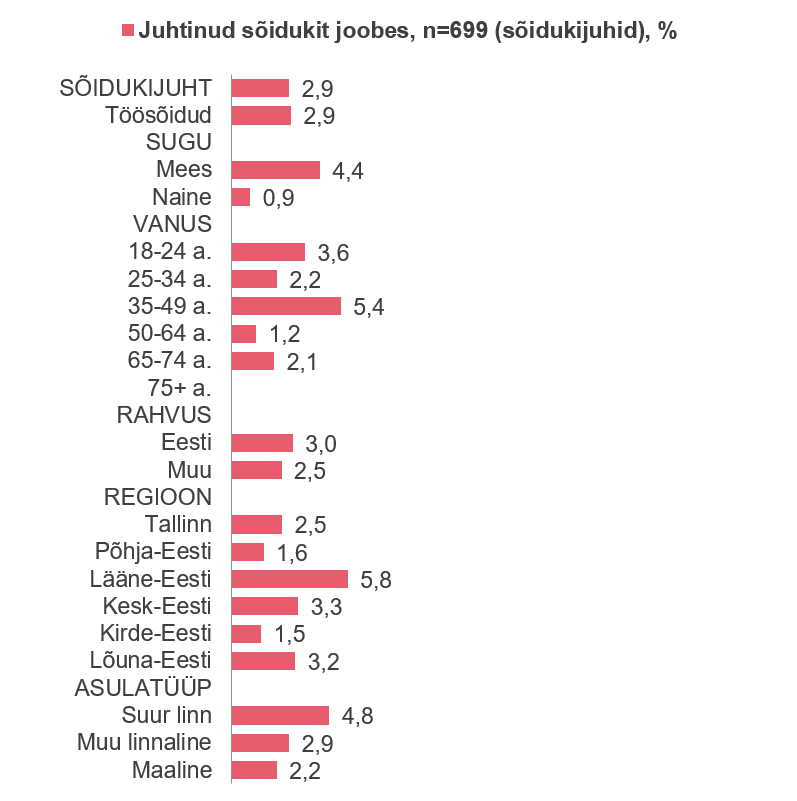 Juhtinud sõidukit joobes, n=699 (sõidukijuhid), %
SÕIDUKIJUHT 2,9
Töösõidud 2,9
SUGU
Mees 4,4
Naine 0,9
VANUS
18-24 a. 3,6
25-34 a. 2,2
35-49 a. 5,4
50-64 a. 1,2
65-74 a. 2,1
75+ a.
RAHVUS
Eesti 3,0
Muu 2,5
REGIOON
Tallinn 2,5
Põhja-Eesti 1,6
Lääne-Eesti 5,8
Kesk-Eesti 3,3
Kirde-Eesti 1,5
Lõuna-Eesti 3,2
ASULATÜÜP
Suur linn 4,8
Muu linnaline 2,9
Maaline 2,2